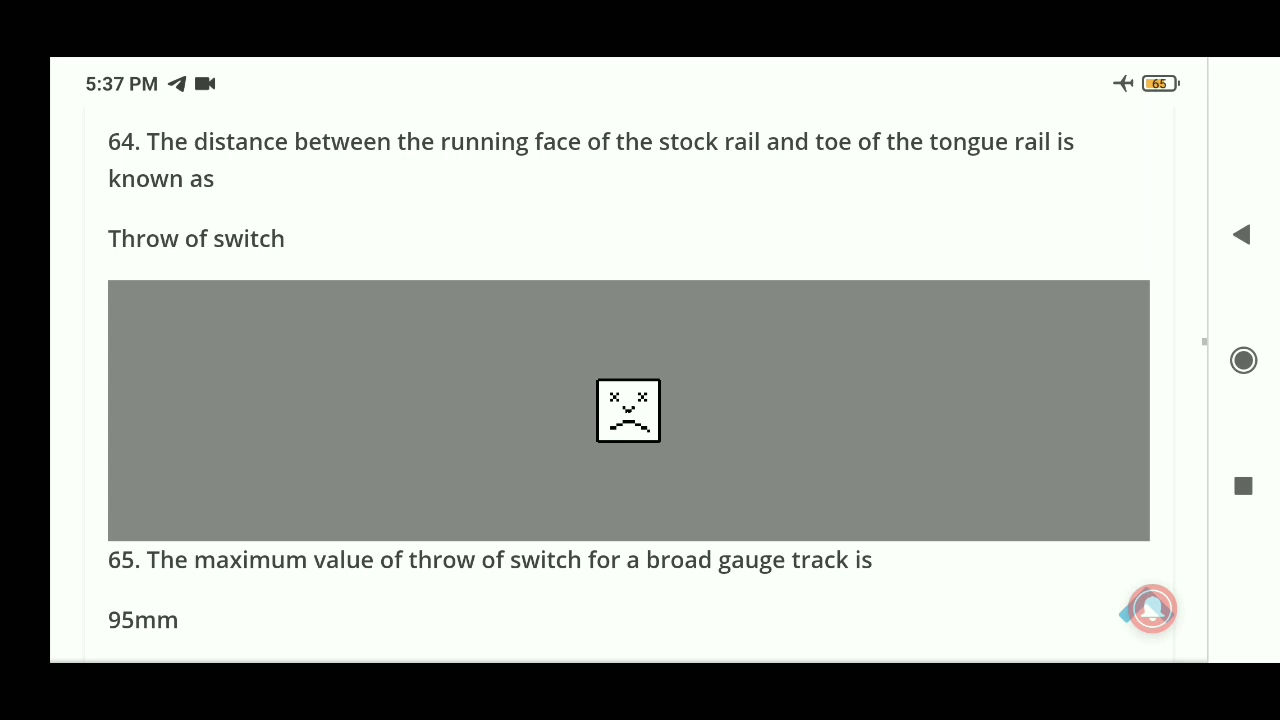 5:37 PM
65
64. The distance between the running face of the stock rail and toe of the tongue rail is
known as
Throw of switch
65. The maximum value of throw of switch for a broad gauge track is
95mm